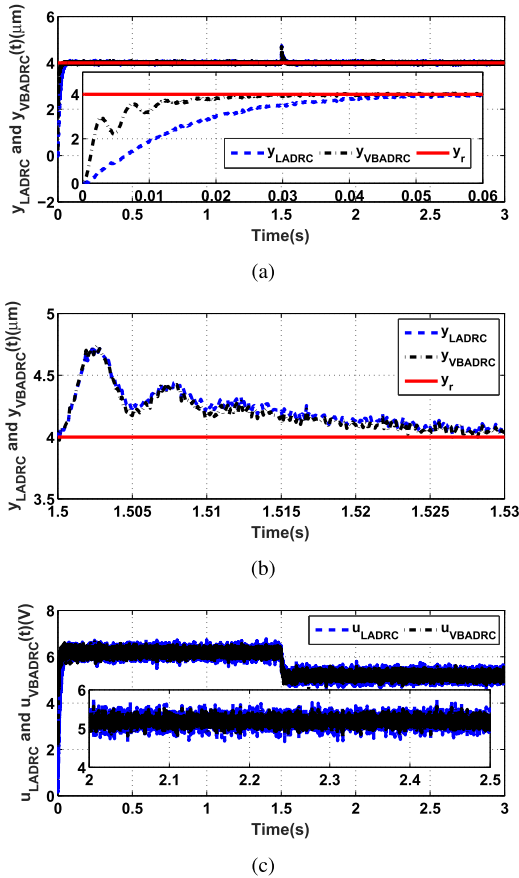 6
4
2
0
−2
y_LADRC and y_VBADRC(t)(μm)
4
2
0
0 0.01 0.02 0.03 0.04 0.05 0.06
y_LADRC y_VBADRC y_r
0 0.5 1 1.5 2 2.5 3
Time(s)
(a)
5
4.5
4
3.5
y_LADRC and y_VBADRC(t)(μm)
y_LADRC
y_VBADRC
y_r
1.5 1.505 1.51 1.515 1.52 1.525 1.53
Time(s)
(b)
8
6
4
2
0
u_LADRC and u_VBADRC(t)(V)
u_LADRC u_VBADRC
6
5
4
2 2.1 2.2 2.3 2.4 2.5
0 0.5 1 1.5 2 2.5 3
Time(s)
(c)